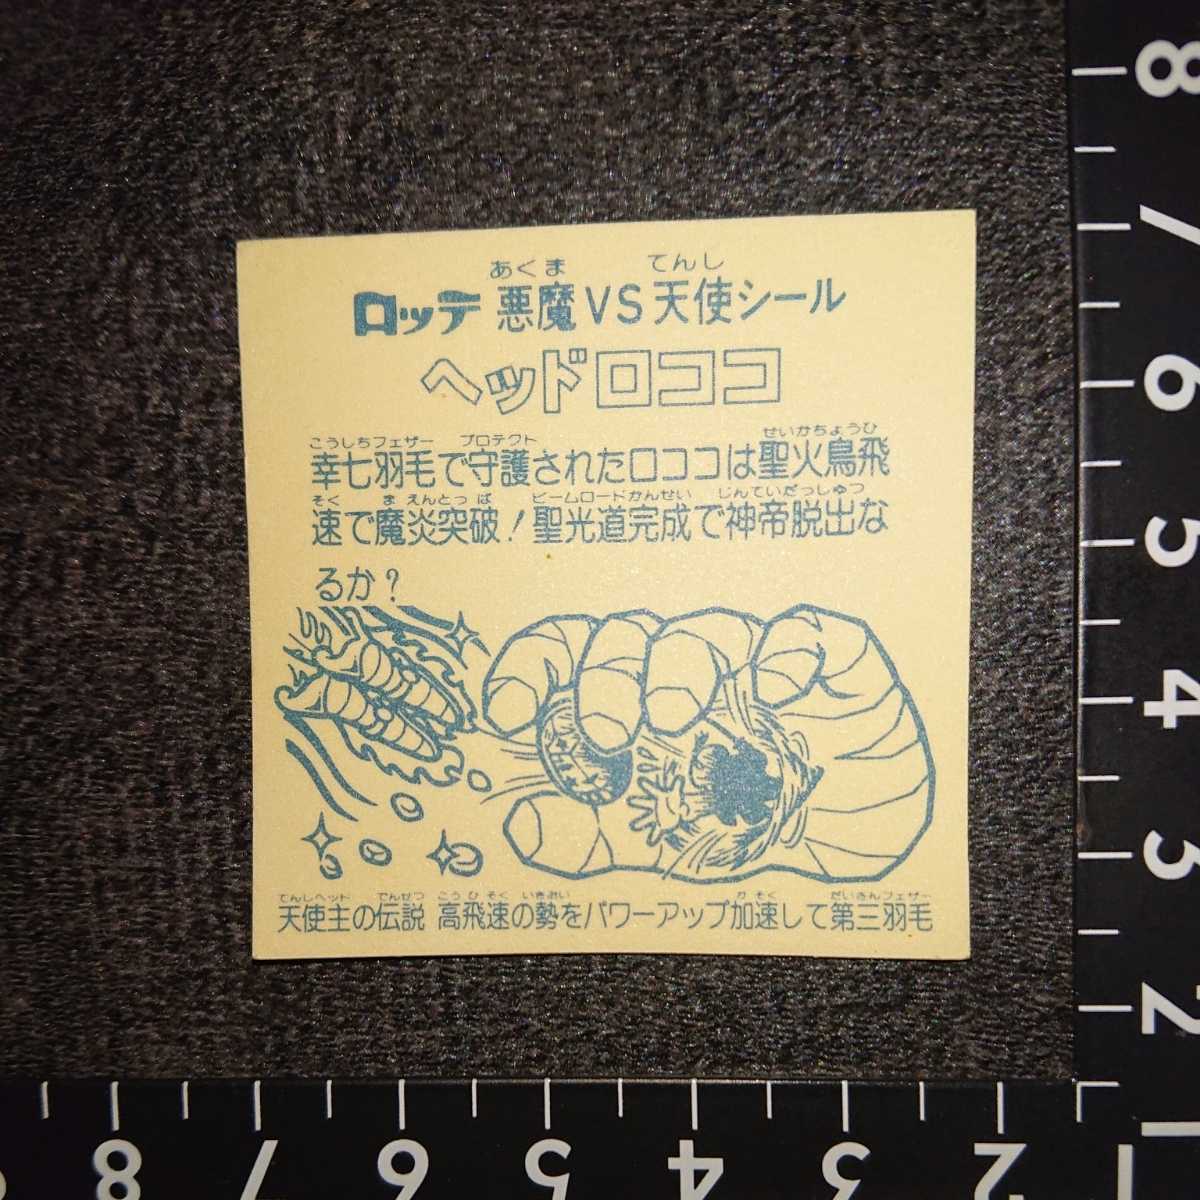 あくま てんし
ロッテ 悪魔VS天使シール
ヘッドロココ
こうしちフェザー プロテクト せいかちょうひ
幸七羽毛で守護されたロココは聖火鳥飛
そく まえんとっぱ ビームロードかんせい じんていだっしゅつ
速で魔炎突破！聖光道完成で神帝脱出な
るか？
てんしヘッド でんせつ こうひそく いきおい かそく だいさんフェザー
天使主の伝説 高飛速の勢をパワーアップ加速して第三羽毛
8
7
6
5
4
3
2
1
8 7 6 5 4 3 2 1